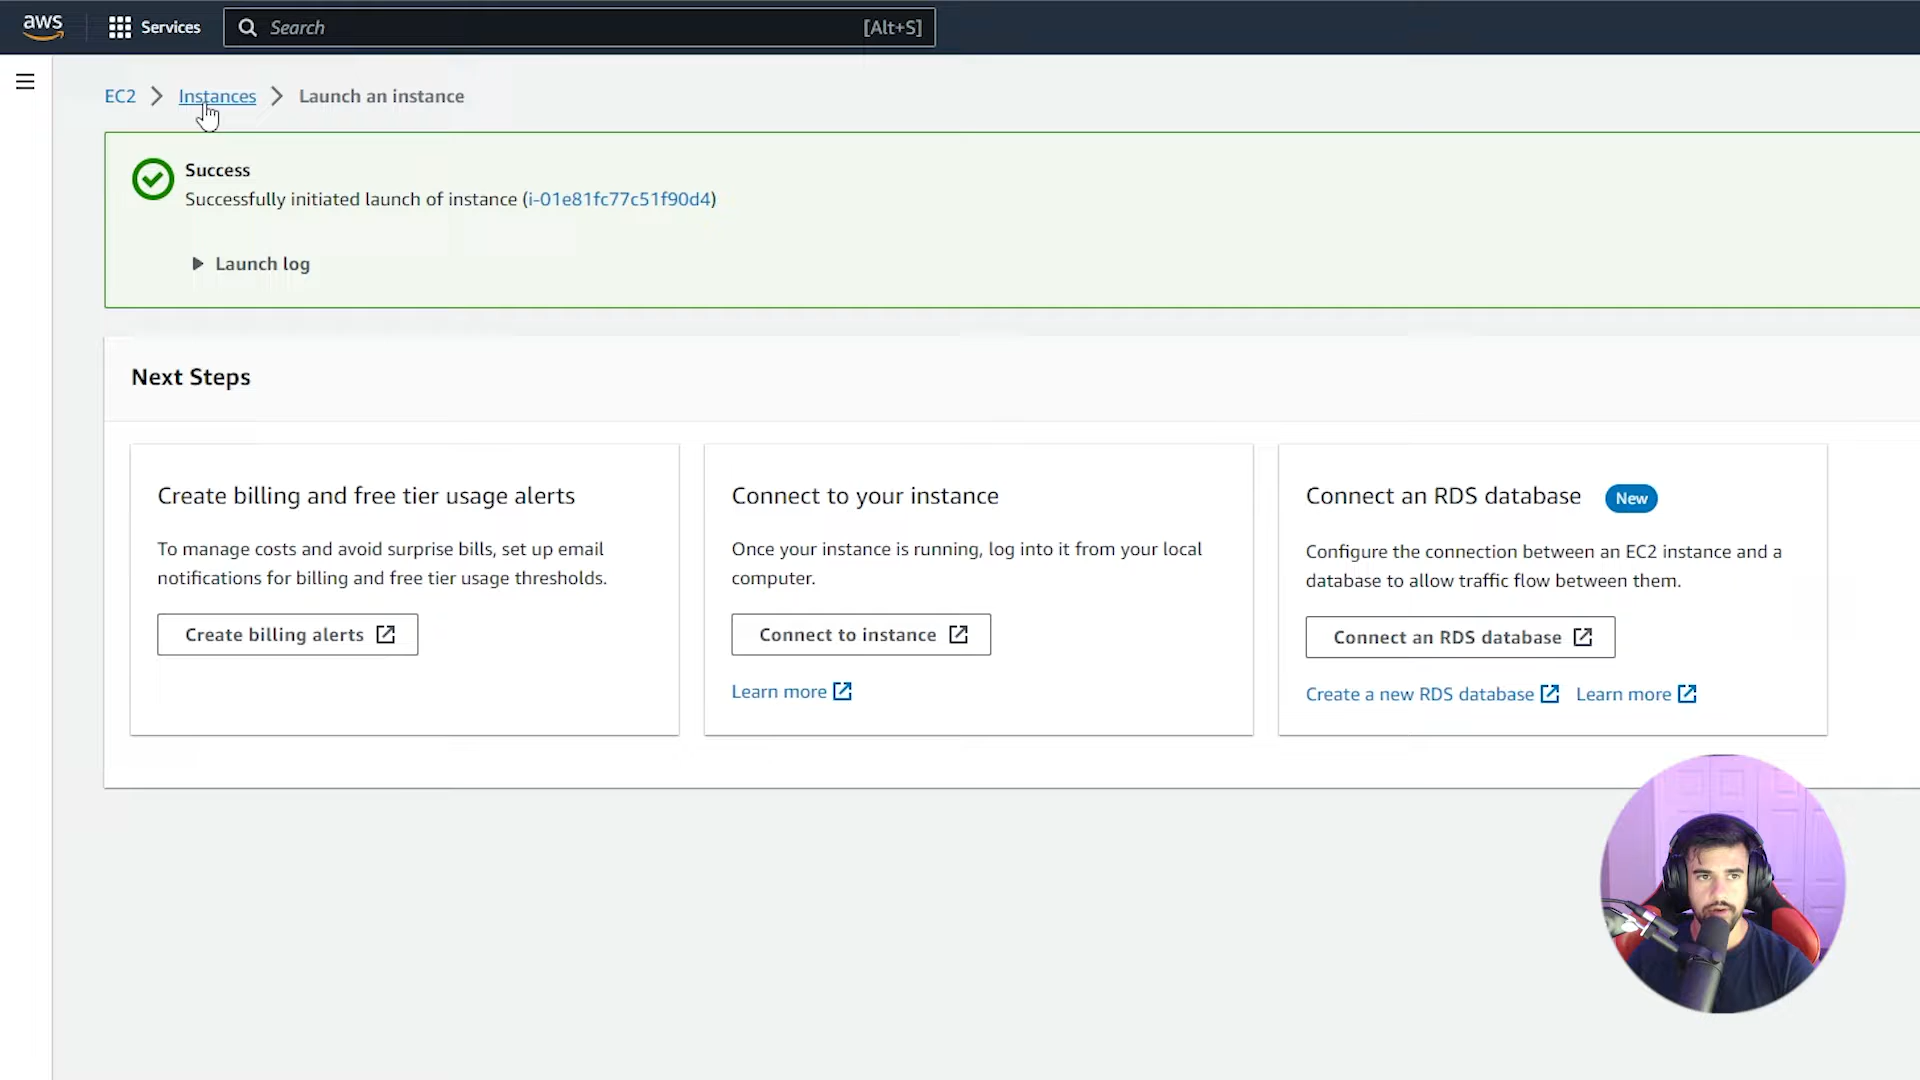 aws
Services
Search
[Alt+S]
EC2
Instances
Launch an instance
Success
Successfully initiated launch of instance (i-01e81fc77c51f90d4)
Launch log
Next Steps
Create billing and free tier usage alerts
To manage costs and avoid surprise bills, set up email
notifications for billing and free tier usage thresholds.
Create billing alerts
Connect to your instance
Once your instance is running, log into it from your local
computer.
Connect to instance
Learn more
Connect an RDS database
New
Configure the connection between an EC2 instance and a
database to allow traffic flow between them.
Connect an RDS database
Create a new RDS database
Learn more